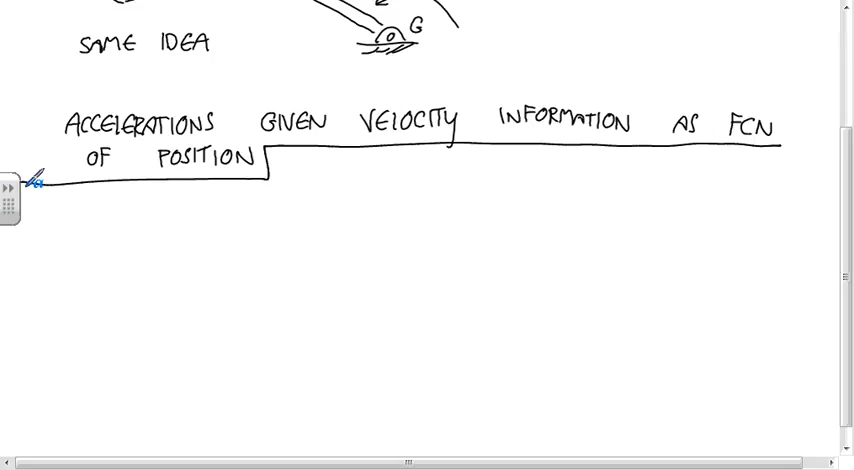 G
SAME IDEA
ACCELERATIONS GIVEN VELOCITY INFORMATION AS FCN
OF POSITION